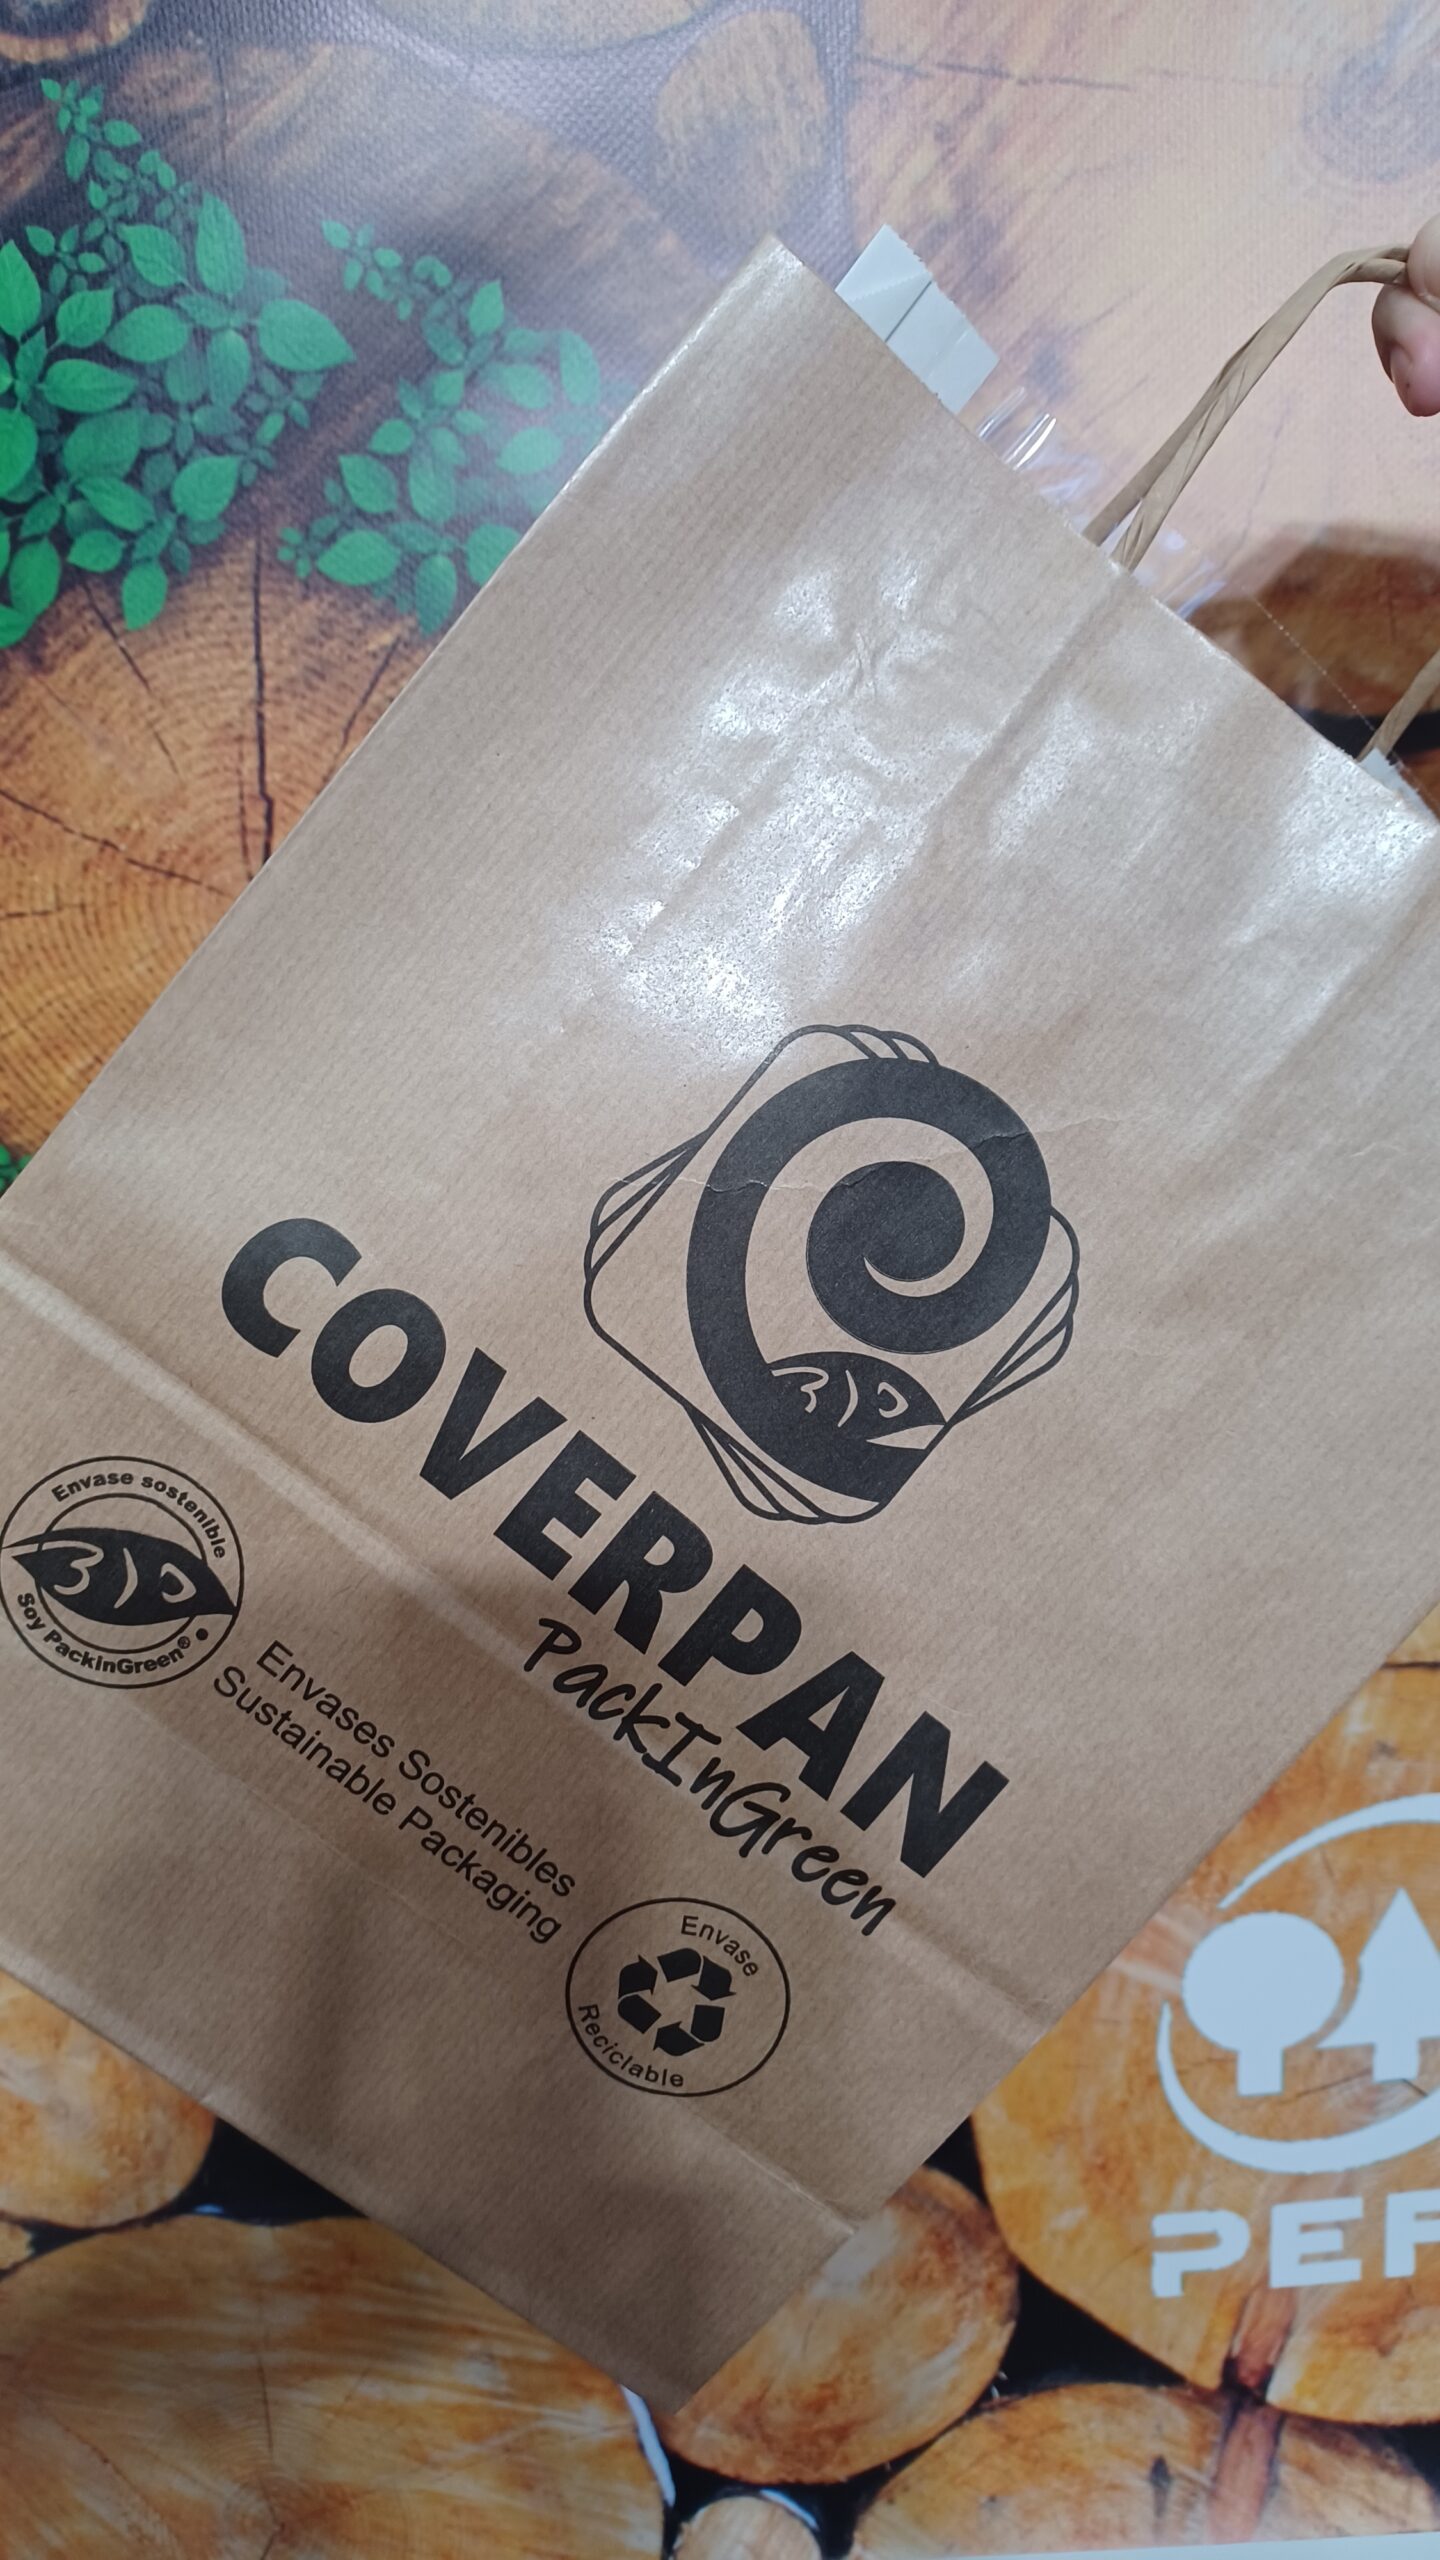 COVERPAN
PackInGreen
Envase sostenible
Soy PackInGreen®
Envases Sostenibles
Sustainable Packaging
Envase
Reciclable